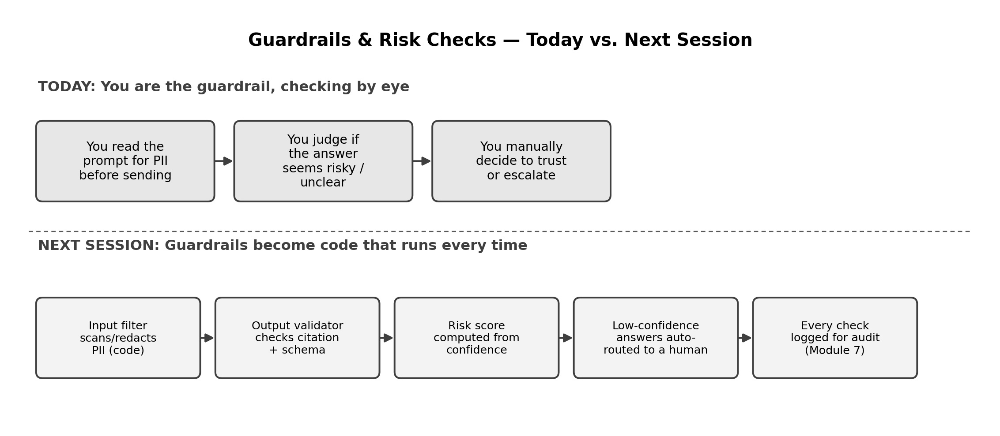 Guardrails & Risk Checks — Today vs. Next Session
TODAY: You are the guardrail, checking by eye
You read the
prompt for PII
before sending
You judge if
the answer
seems risky /
unclear
You manually
decide to trust
or escalate
NEXT SESSION: Guardrails become code that runs every time
Input filter
scans/redacts
PII (code)
Output validator
checks citation
+ schema
Risk score
computed from
confidence
Low-confidence
answers auto-
routed to a human
Every check
logged for audit
(Module 7)